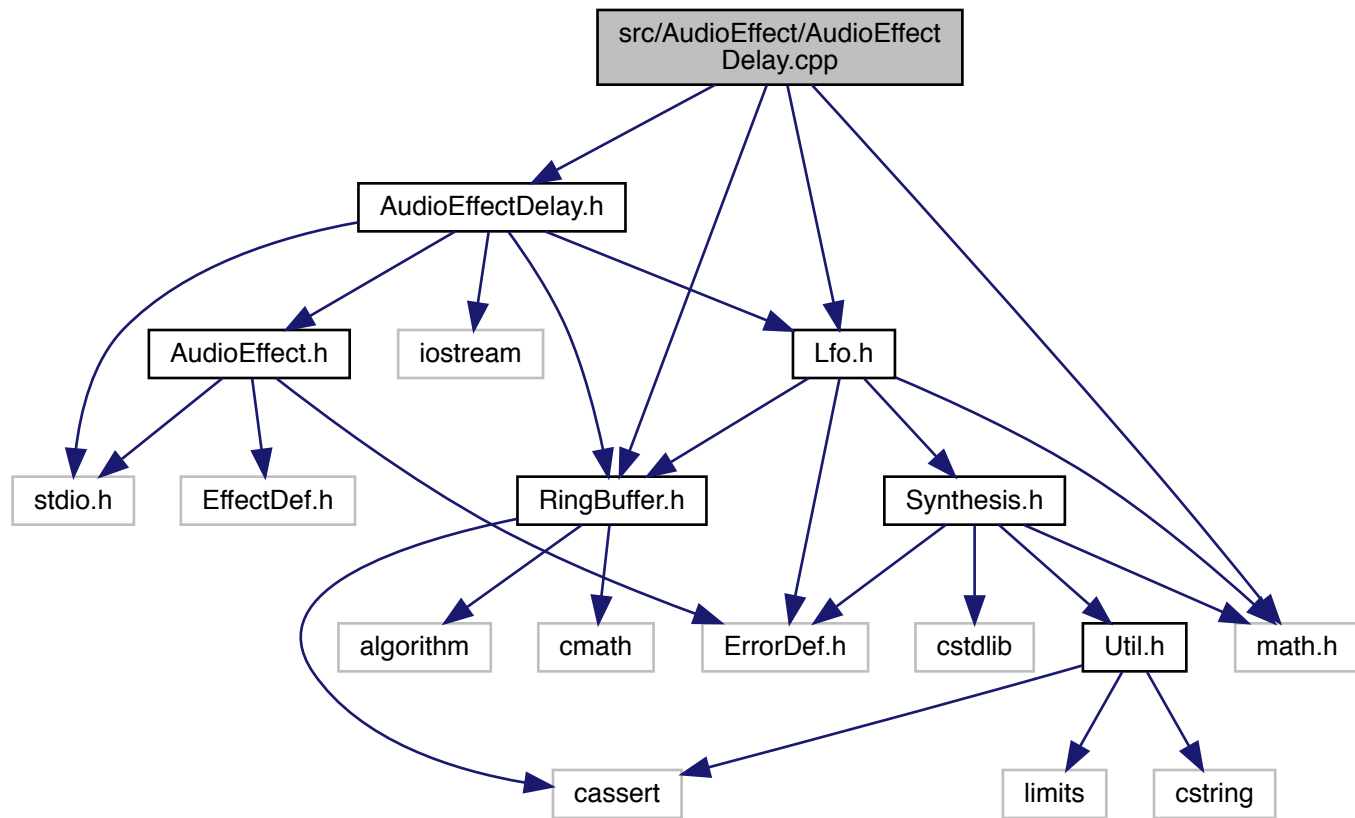 src/AudioEffect/AudioEffect
Delay.cpp
AudioEffectDelay.h
AudioEffect.h
iostream
Lfo.h
stdio.h
EffectDef.h
RingBuffer.h
Synthesis.h
algorithm
cmath
ErrorDef.h
cstdlib
Util.h
math.h
cassert
limits
cstring